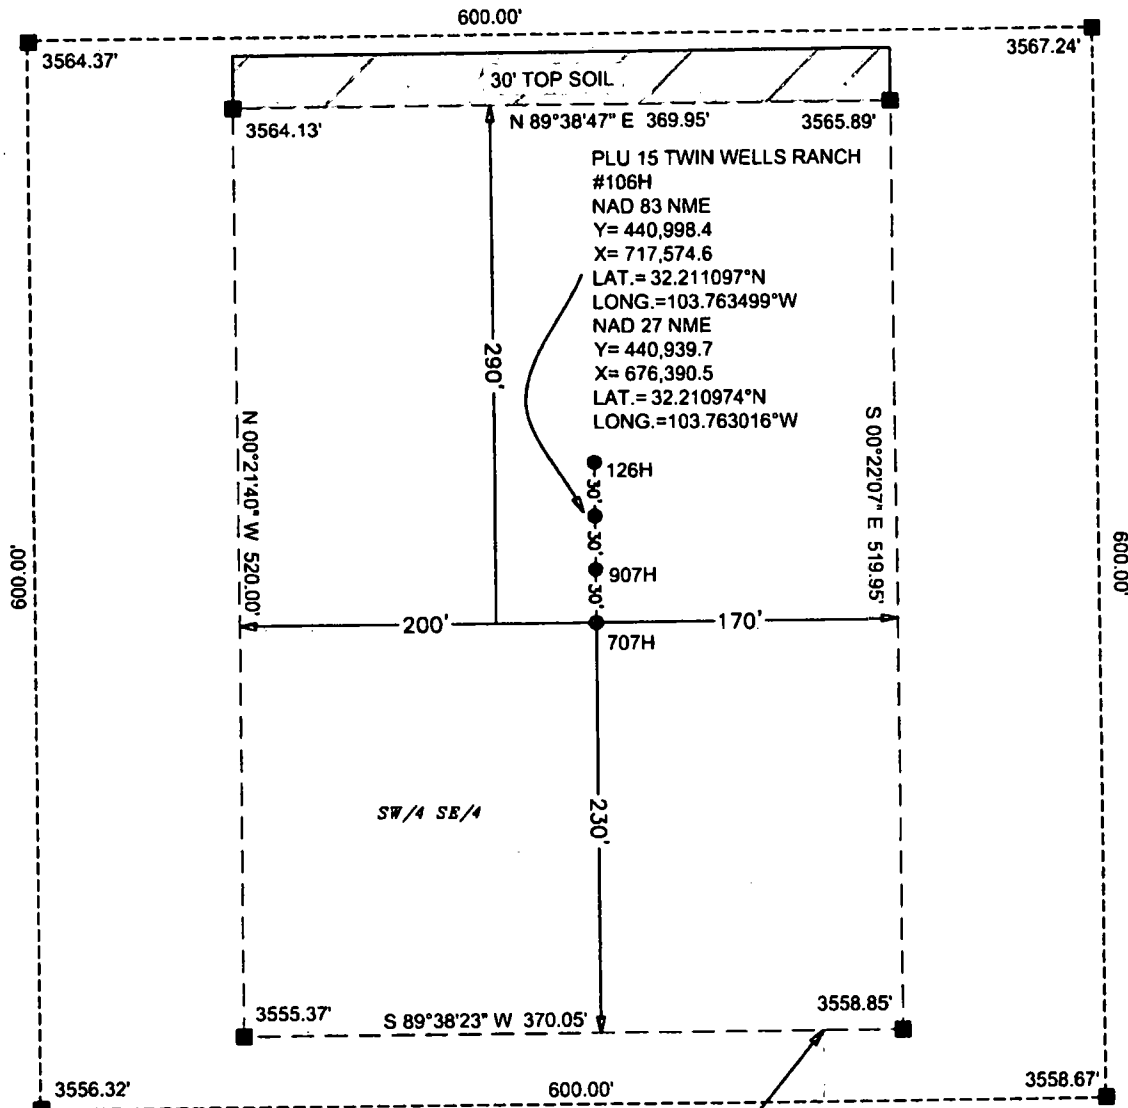 600.00'
3564.37'
3567.24'
30' TOP SOIL
N 89°38'47" E 369.95'
3564.13'
3565.89'
PLU 15 TWIN WELLS RANCH
#106H
NAD 83 NME
Y= 440,998.4
X= 717,574.6
LAT.= 32.211097°N
LONG.=103.763499°W
NAD 27 NME
Y= 440,939.7
X= 676,390.5
LAT.= 32.210974°N
LONG.=103.763016°W
290'
N 00°21'40" W 520.00'
S 00°22'07" E 519.95'
126H
30'
30'
907H
30'
600.00'
600.00'
200'
170'
707H
SW/4 SE/4
230'
3555.37'
S 89°38'23" W 370.05'
3558.85'
3556.32'
600.00'
3558.67'